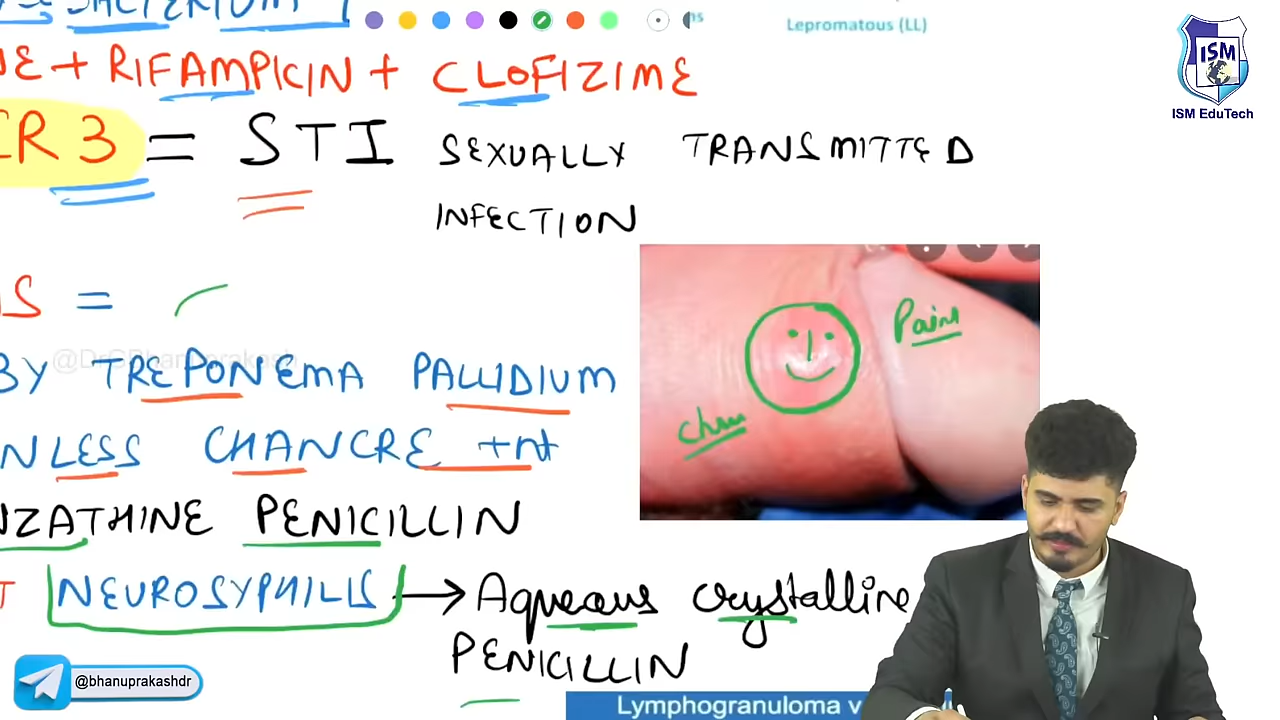 Lepromatous (LL)
ISM
ISM EduTech
+ RIFAMPICIN + CLOFIZIME
3 = STI SEXUALLY TRANSMITTED
INFECTION
S =
Pain
@DrGBhanuprakash
BY TREPONEMA PALLIDIUM
NLESS CHANCRE +nt
NZATHINE PENICILLIN
NEUROSYPHILIS → Aqueous crystalline
PENICILLIN
@bhanuprakashdr
Lymphogranuloma v